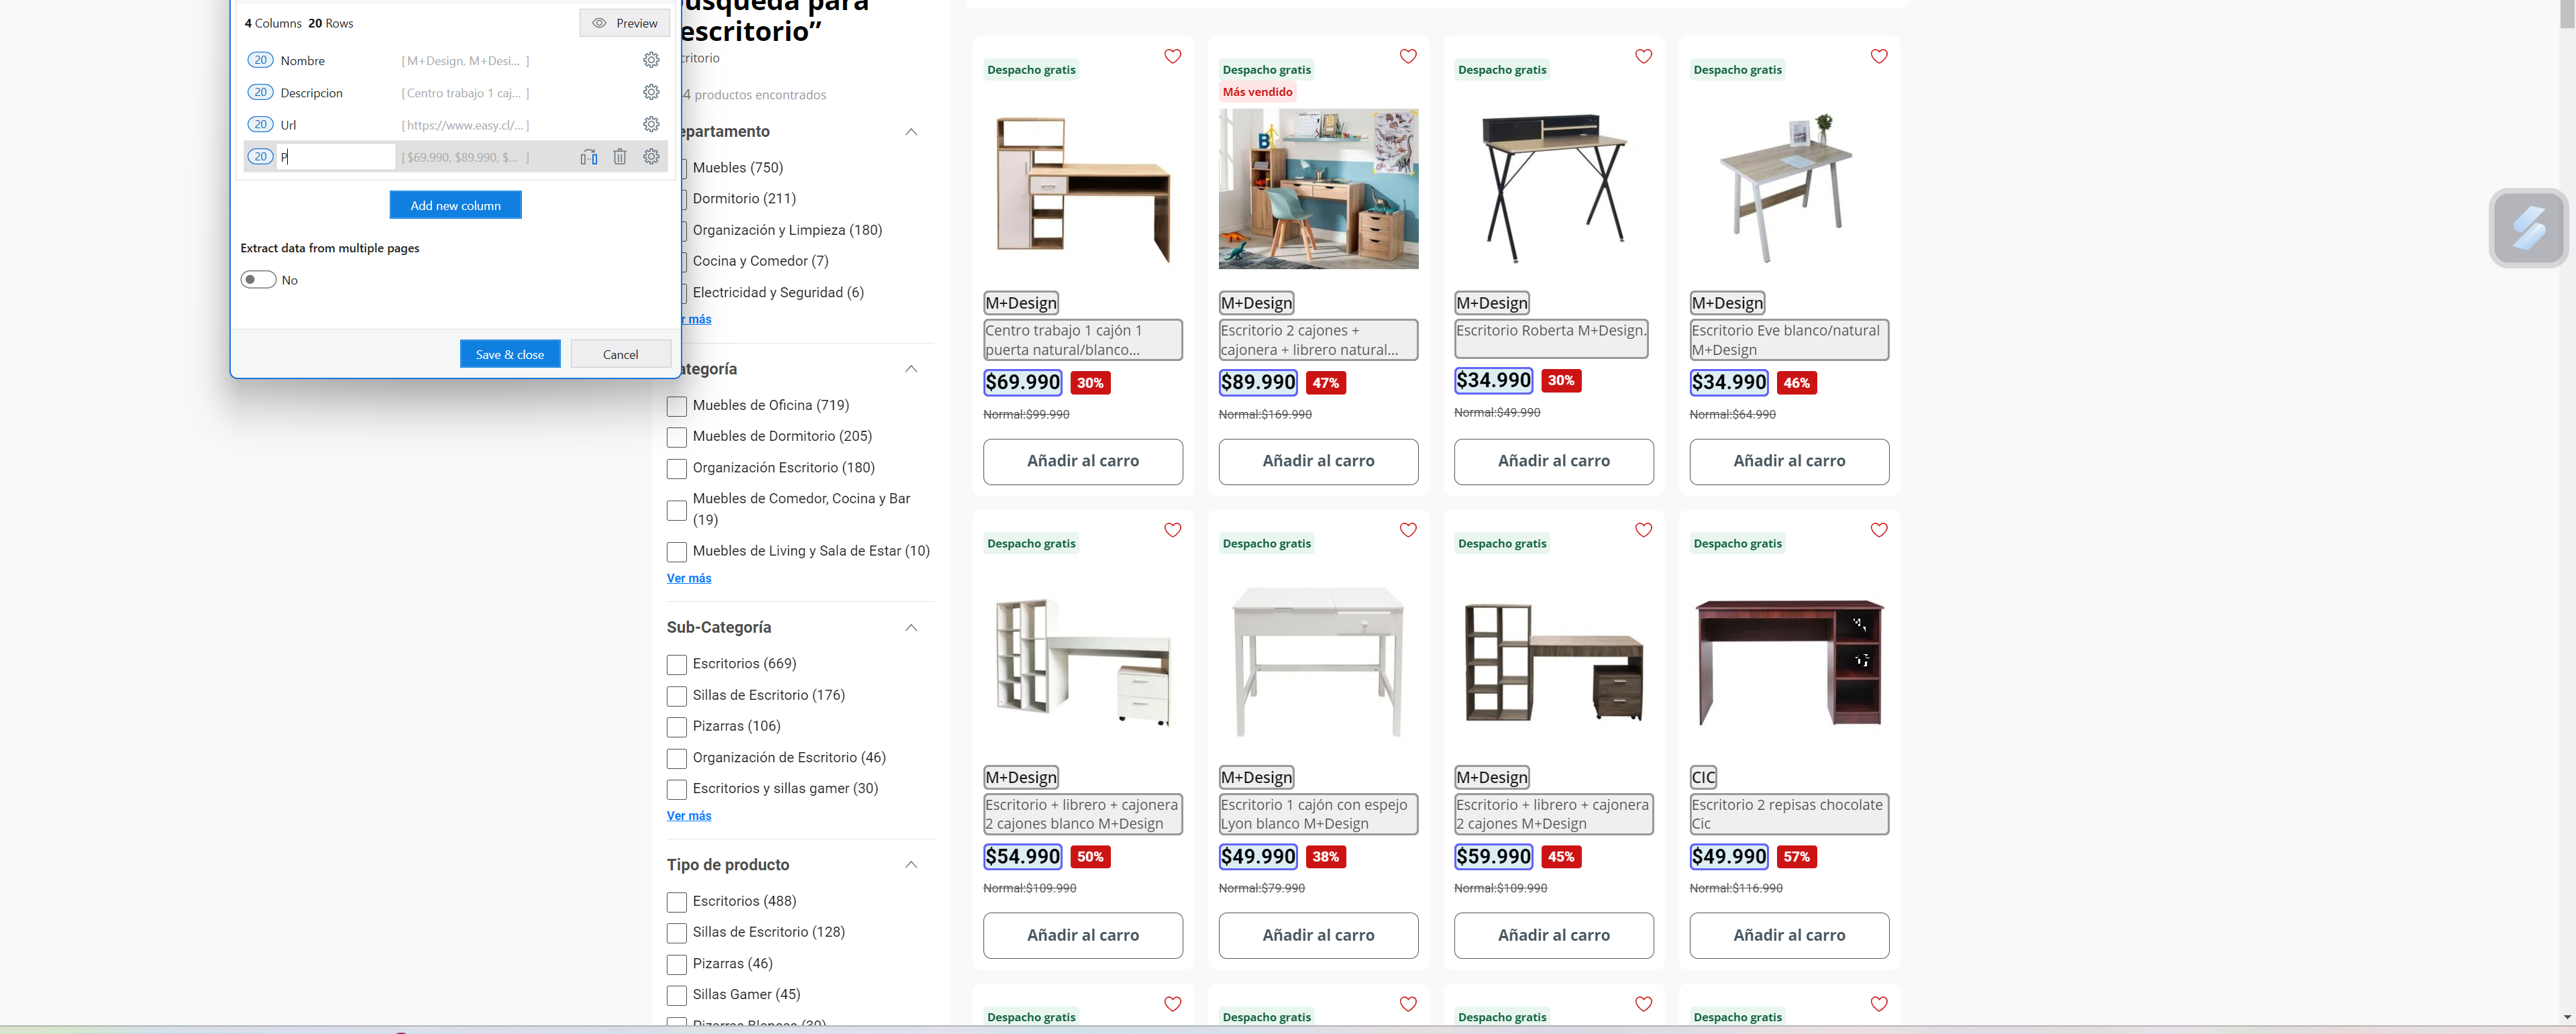 4 Columns 20 Rows
Preview
20 Nombre [ M+Design, M+Desi... ]
20 Descripcion [ Centro trabajo 1 caj... ]
20 Url [ https://www.easy.cl/... ]
20 P [ $69.990, $89.990, $... ]
Add new column
Extract data from multiple pages
No
Save & close
Cancel
para
escritorio”
productos encontrados
Muebles (750)
Dormitorio (211)
Organización y Limpieza (180)
Cocina y Comedor (7)
Electricidad y Seguridad (6)
más
Muebles de Oficina (719)
Muebles de Dormitorio (205)
Organización Escritorio (180)
Muebles de Comedor, Cocina y Bar
(19)
Muebles de Living y Sala de Estar (10)
Ver más
Sub-Categoría
Escritorios (669)
Sillas de Escritorio (176)
Pizarras (106)
Organización de Escritorio (46)
Escritorios y sillas gamer (30)
Ver más
Tipo de producto
Escritorios (488)
Sillas de Escritorio (128)
Pizarras (46)
Sillas Gamer (45)
Despacho gratis
M+Design
Centro trabajo 1 cajón 1
puerta natural/blanco...
$69.990 30%
Normal:$99.990
Añadir al carro
Despacho gratis
Más vendido
B
M+Design
Escritorio 2 cajones +
cajonera + librero natural...
$89.990 47%
Normal:$169.990
Añadir al carro
Despacho gratis
M+Design
Escritorio Roberta M+Design.
$34.990 30%
Normal:$49.990
Añadir al carro
Despacho gratis
M+Design
Escritorio Eve blanco/natural
M+Design
$34.990 46%
Normal:$64.990
Añadir al carro
Despacho gratis
M+Design
Escritorio + librero + cajonera
2 cajones blanco M+Design
$54.990 50%
Normal:$109.990
Añadir al carro
Despacho gratis
M+Design
Escritorio 1 cajón con espejo
Lyon blanco M+Design
$49.990 38%
Normal:$79.990
Añadir al carro
Despacho gratis
M+Design
Escritorio + librero + cajonera
2 cajones M+Design
$59.990 45%
Normal:$109.990
Añadir al carro
Despacho gratis
CIC
Escritorio 2 repisas chocolate
Cic
$49.990 57%
Normal:$116.990
Añadir al carro
Despacho gratis
Despacho gratis
Despacho gratis
Despacho gratis